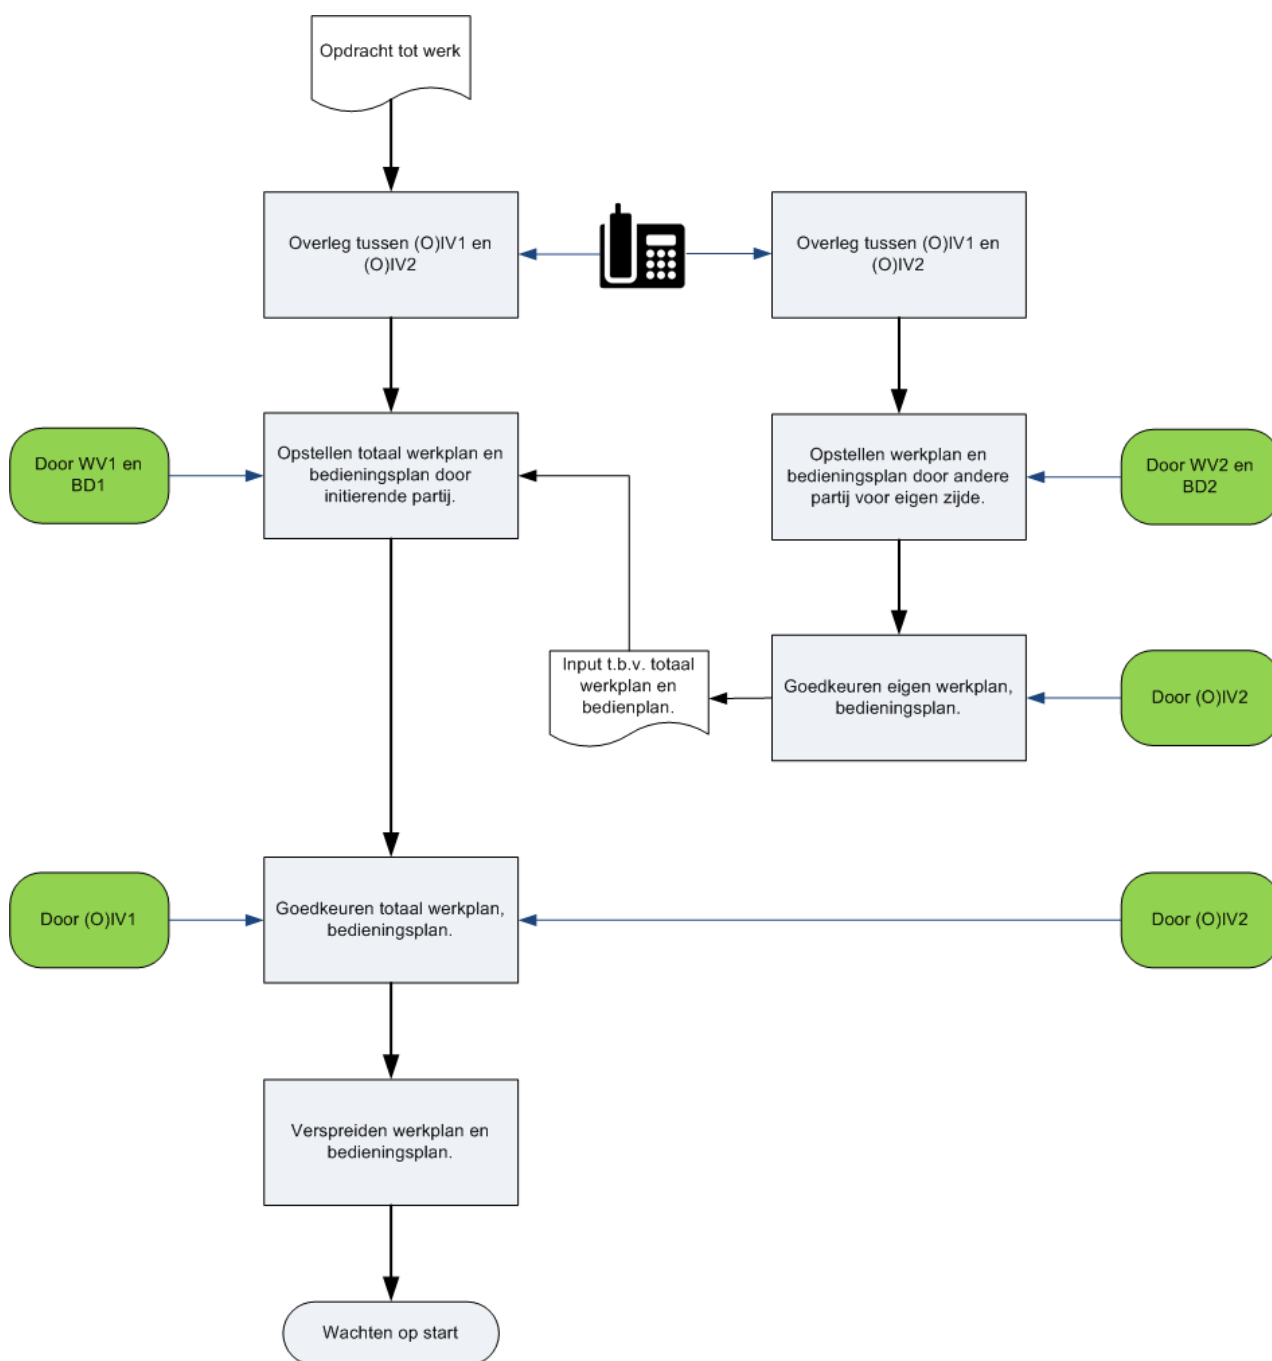 Opdracht tot werk
Overleg tussen (O)IV1 en
(O)IV2
Overleg tussen (O)IV1 en
(O)IV2
Door WV1 en
BD1
Opstellen totaal werkplan en
bedieningsplan door
initierende partij.
Opstellen werkplan en
bedieningsplan door andere
partij voor eigen zijde.
Door WV2 en
BD2
Input t.b.v. totaal
werkplan en
bedienplan.
Goedkeuren eigen werkplan,
bedieningsplan.
Door (O)IV2
Door (O)IV1
Goedkeuren totaal werkplan,
bedieningsplan.
Door (O)IV2
Verspreiden werkplan en
bedieningsplan.
Wachten op start